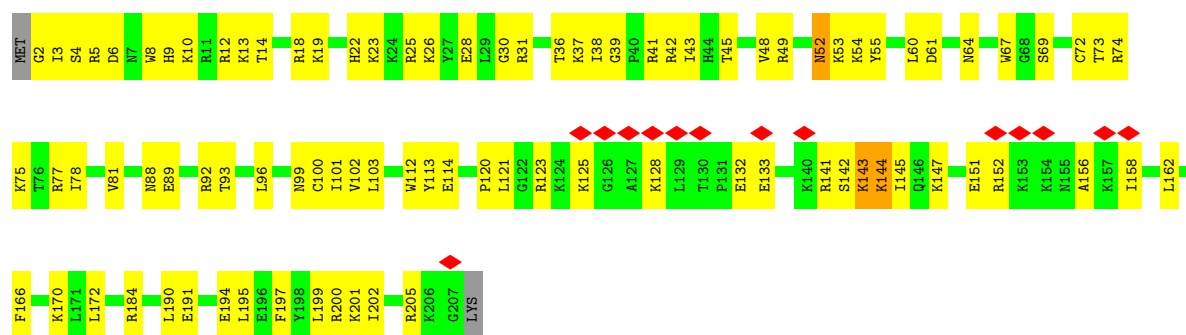 MET G2 I3 S4 R5 D6 N7 W8 H9 K10 R11 R12 K13 T14 R18 K19 H22 K23 K24 R25 K26 Y27 E28 L29 G30 R31 T36 K37 I38 G39 P40 R41 R42 I43 H44 T45 V48 R49 N52 K53 K54 Y55 L60 D61 N64 W67 G68 S69 C72 T73 R74
K75 T76 R77 I78 V81 N88 E89 R92 T93 L96 N99 C100 I101 V102 L103 W112 Y113 E114 P120 L121 G122 R123 K124 K125 G126 A127 K128 L129 T130 P131 E132 E133 K140 R141 S142 K143 K144 I145 Q146 K147 E151 R152 K153 K154 N155 A156 K157 I158 L162
F166 K170 L171 L172 R184 L190 E191 E194 L195 E196 F197 Y198 L199 R200 K201 I202 R205 K206 G207 LYS